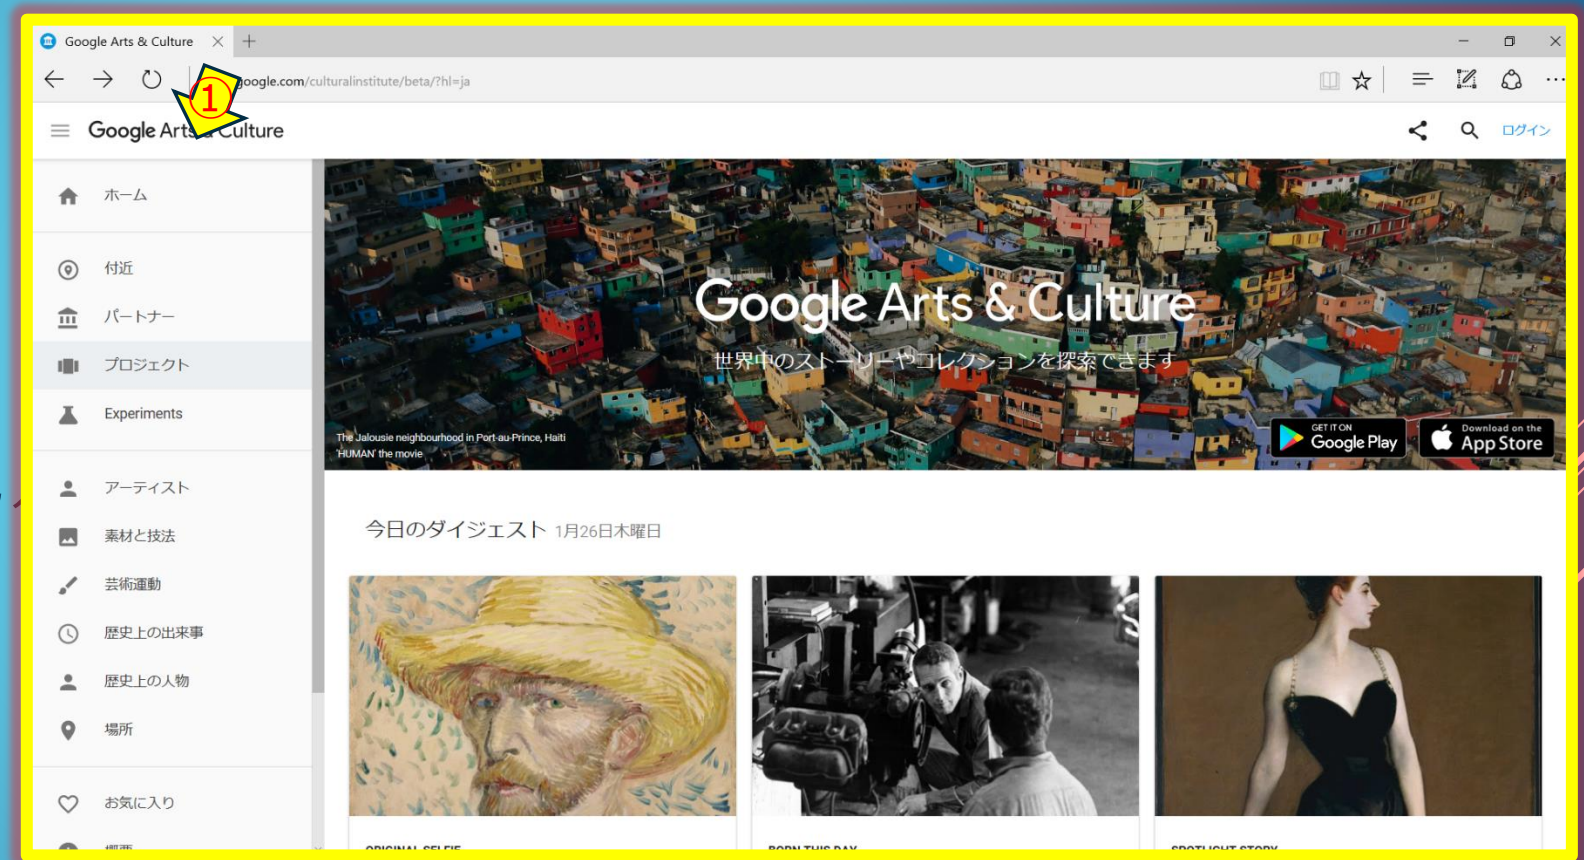 Google Arts & Culture
google.com/culturalinstitute/beta/?hl=ja
①
Google Arts & Culture
ログイン
ホーム
付近
パートナー
プロジェクト
Experiments
アーティスト
素材と技法
芸術運動
歴史上の出来事
歴史上の人物
場所
お気に入り
Google Arts & Culture
世界中のストーリーやコレクションを探索できます
The Jalousie neighbourhood in Port-au-Prince, Haiti
'HUMAN' the movie
GET IT ON
Google Play
Download on the
App Store
今日のダイジェスト 1月26日木曜日
ORIGINAL SELFIE
BORN THIS DAY
SPOTLIGHT STORY